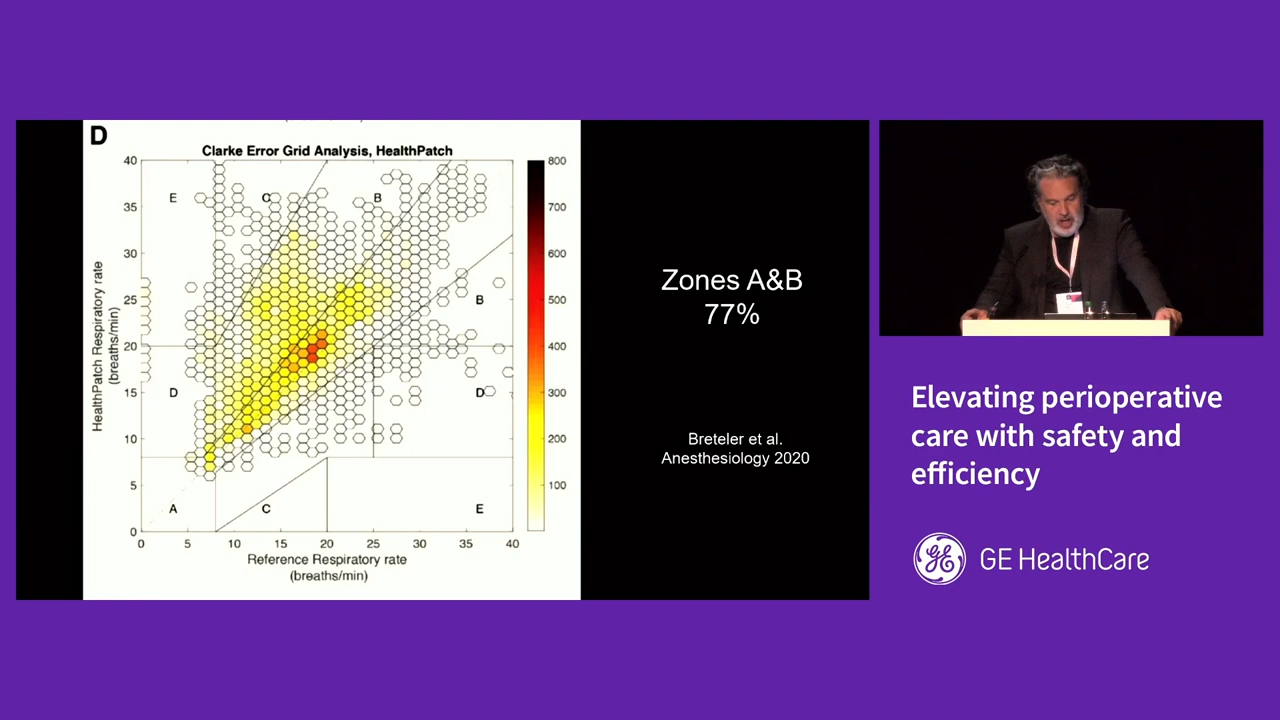 D
Clarke Error Grid Analysis, HealthPatch
40
35
30
25
20
15
10
5
0
HealthPatch Respiratory rate
(breaths/min)
E
C
B
B
D
D
A
C
E
0
5
10
15
20
25
30
35
40
Reference Respiratory rate
(breaths/min)
800
700
600
500
400
300
200
100
Zones A&B
77%
Breteler et al.
Anesthesiology 2020
Elevating perioperative
care with safety and
efficiency
GE HealthCare